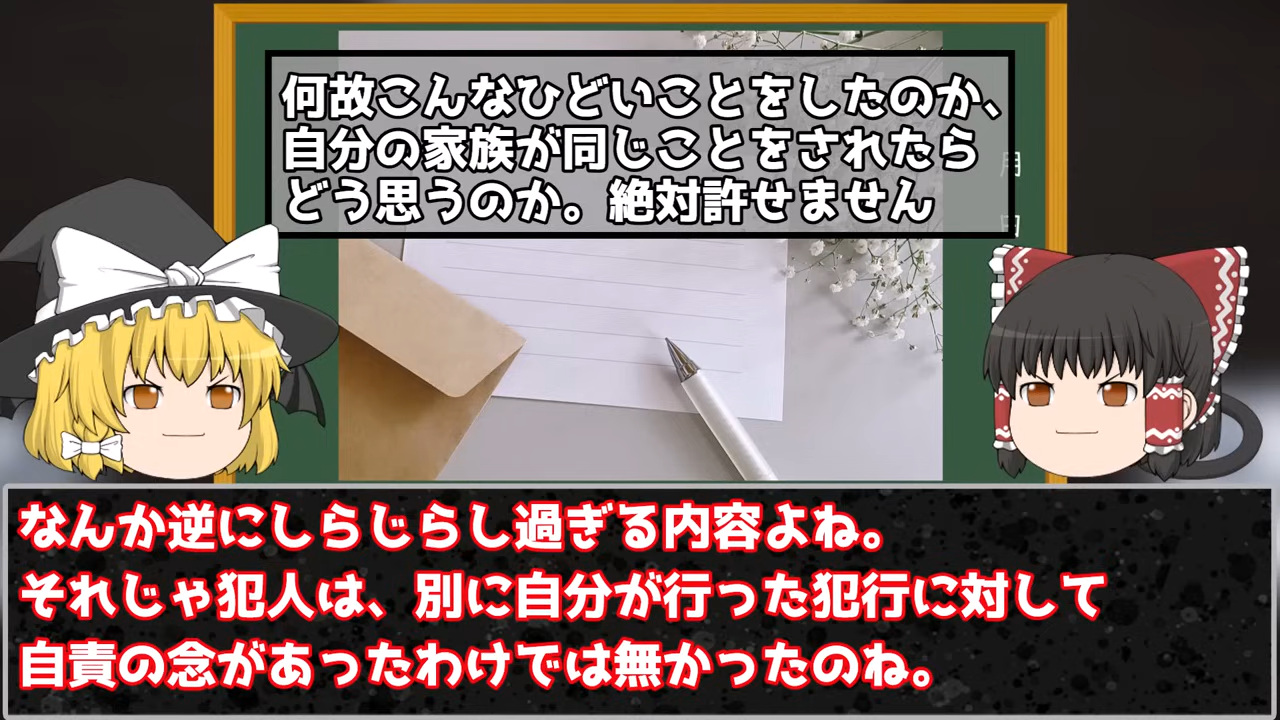 何故こんなひどいことをしたのか、
自分の家族が同じことをされたら
どう思うのか。絶対許せません
月
日
なんか逆にしらじらし過ぎる内容よね。
それじゃ犯人は、別に自分が行った犯行に対して
自責の念があったわけでは無かったのね。